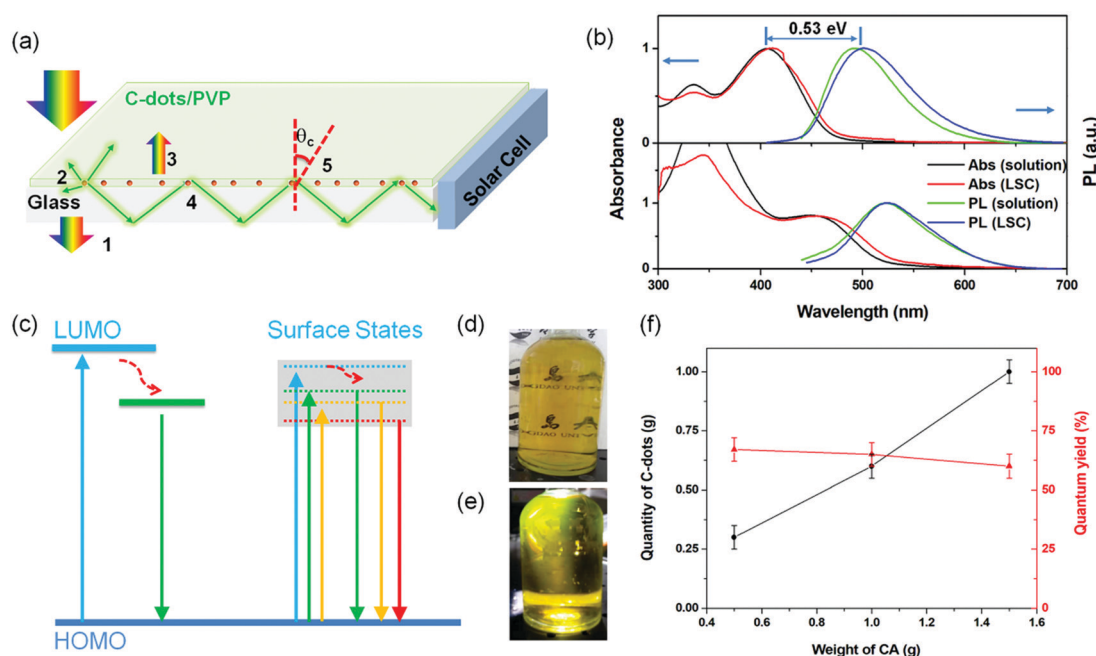 (a)
C-dots/PVP
θc
1
2
3
4
5
Glass
Solar Cell
(b)
0.53 eV
1
0
1
0
Absorbance
PL (a.u.)
Abs (solution)
Abs (LSC)
PL (solution)
PL (LSC)
300 400 500 600 700
Wavelength (nm)
(c)
LUMO
Surface States
HOMO
(d)
(e)
(f)
1.00
0.75
0.50
0.25
0.00
Quantity of C-dots (g)
100
75
50
25
0
Quantum yield (%)
0.4 0.6 0.8 1.0 1.2 1.4 1.6
Weight of CA (g)